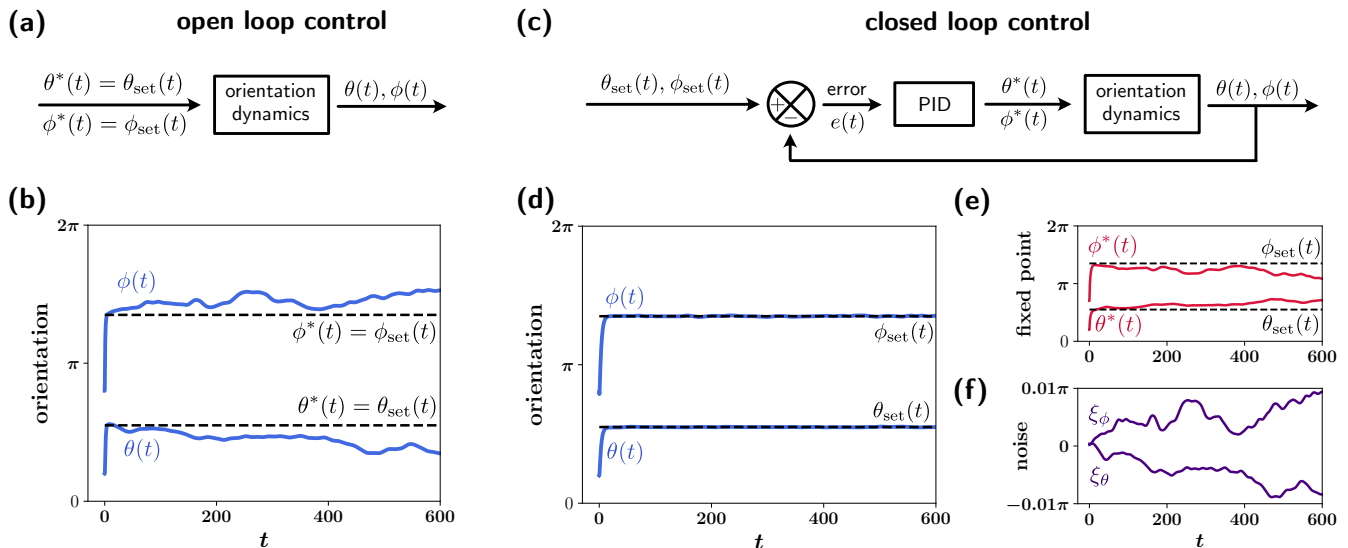 (a) open loop control
θ*(t) = θset(t)
ϕ*(t) = ϕset(t)
orientation
dynamics
θ(t), ϕ(t)
(c) closed loop control
θset(t), ϕset(t)
+
−
error
e(t)
PID
θ*(t)
ϕ*(t)
orientation
dynamics
θ(t), ϕ(t)
(b)
orientation
2π
π
0
ϕ(t)
ϕ*(t) = ϕset(t)
θ*(t) = θset(t)
θ(t)
0 200 400 600
t
(d)
orientation
2π
π
0
ϕ(t)
ϕset(t)
θset(t)
θ(t)
0 200 400 600
t
(e)
fixed point
2π
π
0
ϕ*(t)
ϕset(t)
θ*(t)
θset(t)
0 200 400 600
(f)
noise
0.01π
0
−0.01π
ξϕ
ξθ
0 200 400 600
t